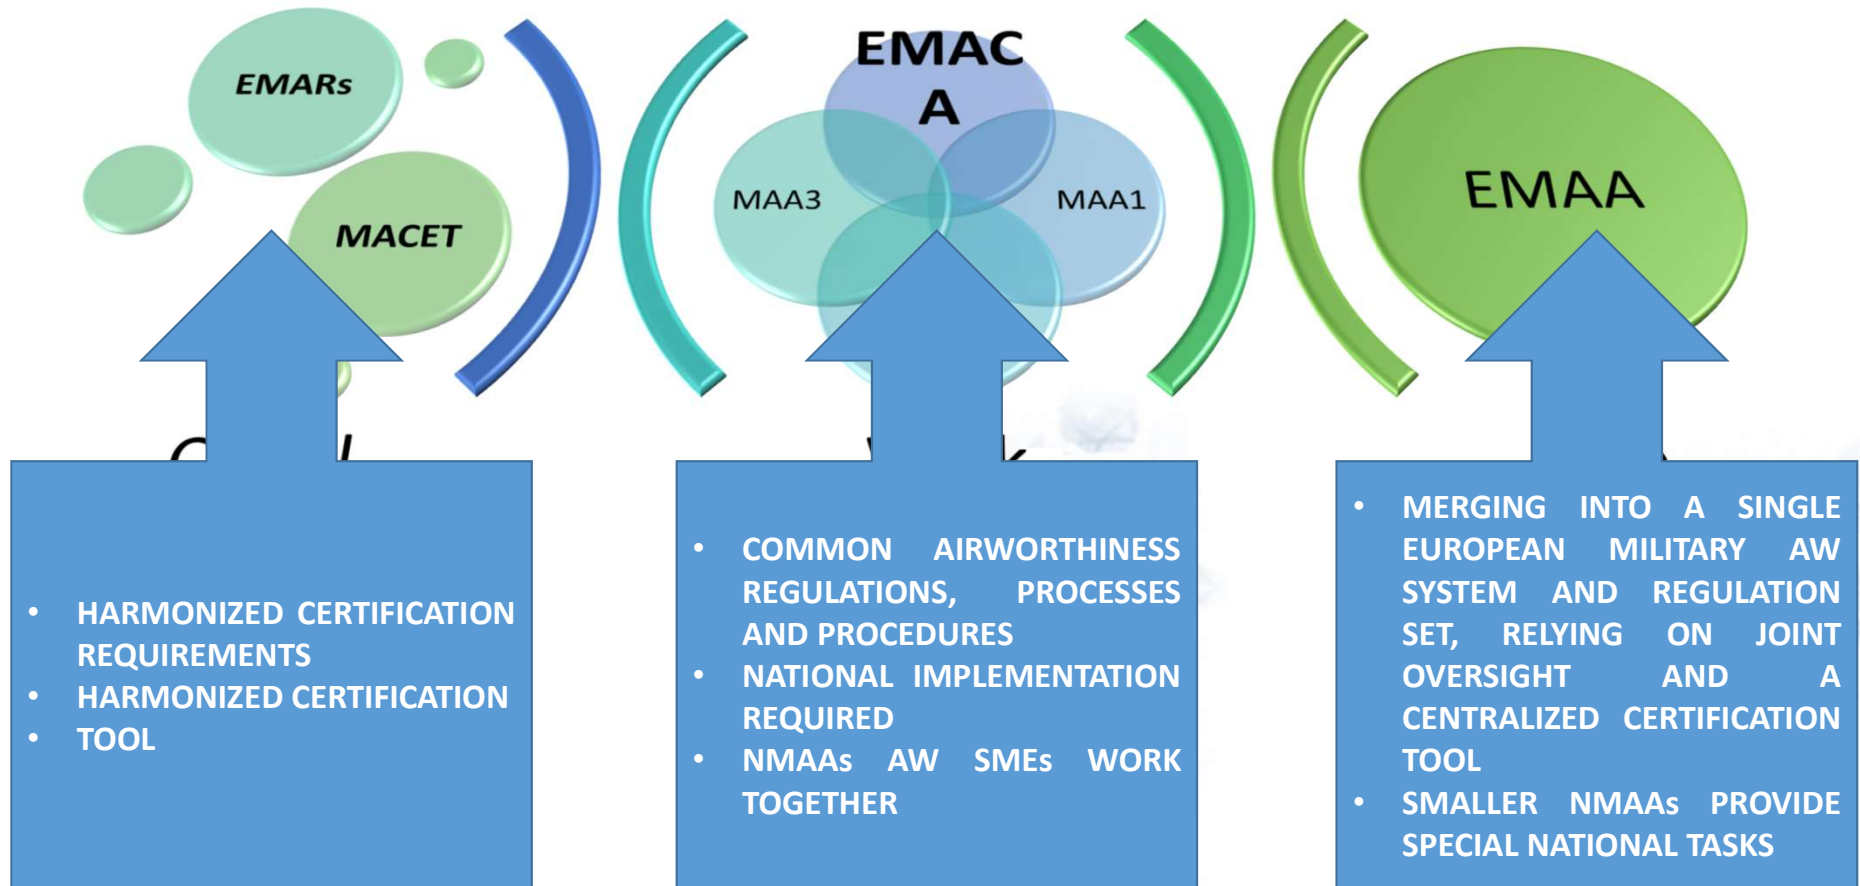 EMARs
MACET
EMAC
A
MAA3
MAA1
EMAA
• HARMONIZED CERTIFICATION
REQUIREMENTS
• HARMONIZED CERTIFICATION
• TOOL
• COMMON AIRWORTHINESS
REGULATIONS, PROCESSES
AND PROCEDURES
• NATIONAL IMPLEMENTATION
REQUIRED
• NMAAs AW SMEs WORK
TOGETHER
• MERGING INTO A SINGLE
EUROPEAN MILITARY AW
SYSTEM AND REGULATION
SET, RELYING ON JOINT
OVERSIGHT AND A
CENTRALIZED CERTIFICATION
TOOL
• SMALLER NMAAs PROVIDE
SPECIAL NATIONAL TASKS